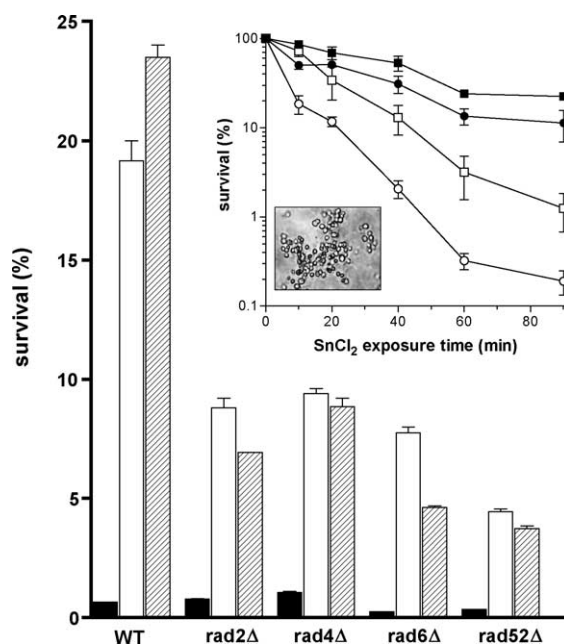 25
20
15
10
5
0
survival (%)
WT rad2Δ rad4Δ rad6Δ rad52Δ
100
10
1
0.1
survival (%)
0 20 40 60 80
SnCl₂ exposure time (min)